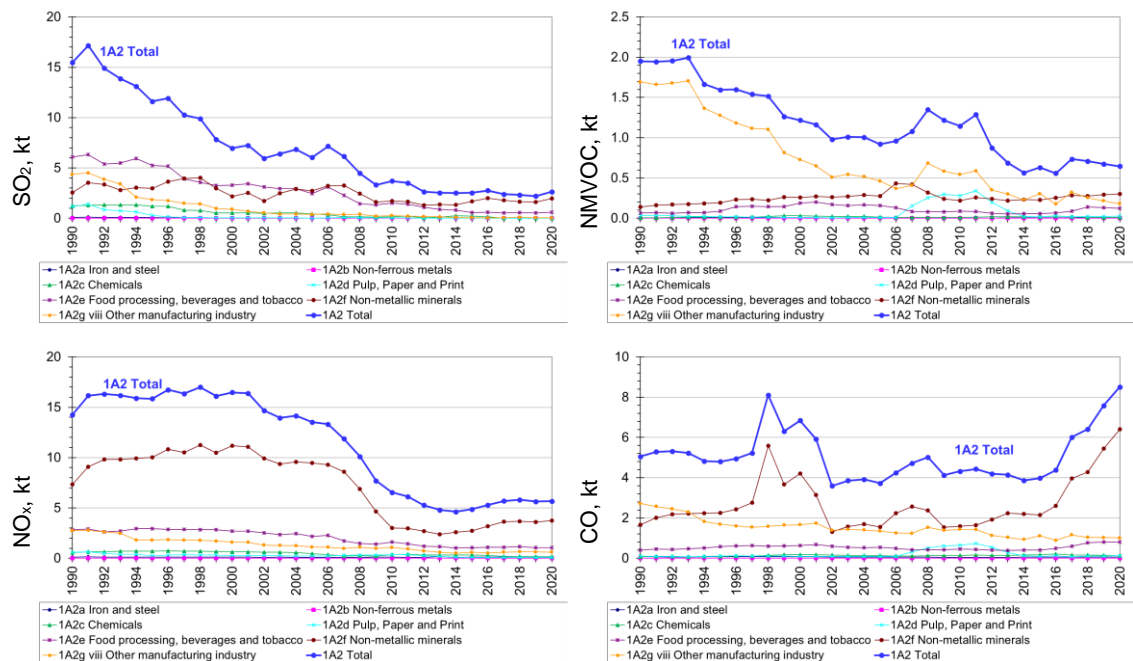 SO2, kt
20
15
10
5
0
1A2 Total
1990 1992 1994 1996 1998 2000 2002 2004 2006 2008 2010 2012 2014 2016 2018 2020
1A2a Iron and steel 1A2b Non-ferrous metals
1A2c Chemicals 1A2d Pulp, Paper and Print
1A2e Food processing, beverages and tobacco 1A2f Non-metallic minerals
1A2g viii Other manufacturing industry 1A2 Total
NMVOC, kt
2.5
2.0
1.5
1.0
0.5
0.0
1A2 Total
1990 1992 1994 1996 1998 2000 2002 2004 2006 2008 2010 2012 2014 2016 2018 2020
1A2a Iron and steel 1A2b Non-ferrous metals
1A2c Chemicals 1A2d Pulp, Paper and Print
1A2e Food processing, beverages and tobacco 1A2f Non-metallic minerals
1A2g viii Other manufacturing industry 1A2 Total
NOx, kt
20
15
10
5
0
1A2 Total
1990 1992 1994 1996 1998 2000 2002 2004 2006 2008 2010 2012 2014 2016 2018 2020
1A2a Iron and steel 1A2b Non-ferrous metals
1A2c Chemicals 1A2d Pulp, Paper and Print
1A2e Food processing, beverages and tobacco 1A2f Non-metallic minerals
1A2g viii Other manufacturing industry 1A2 Total
CO, kt
10
8
6
4
2
0
1A2 Total
1990 1992 1994 1996 1998 2000 2002 2004 2006 2008 2010 2012 2014 2016 2018 2020
1A2a Iron and steel 1A2b Non-ferrous metals
1A2c Chemicals 1A2d Pulp, Paper and Print
1A2e Food processing, beverages and tobacco 1A2f Non-metallic minerals
1A2g viii Other manufacturing industry 1A2 Total